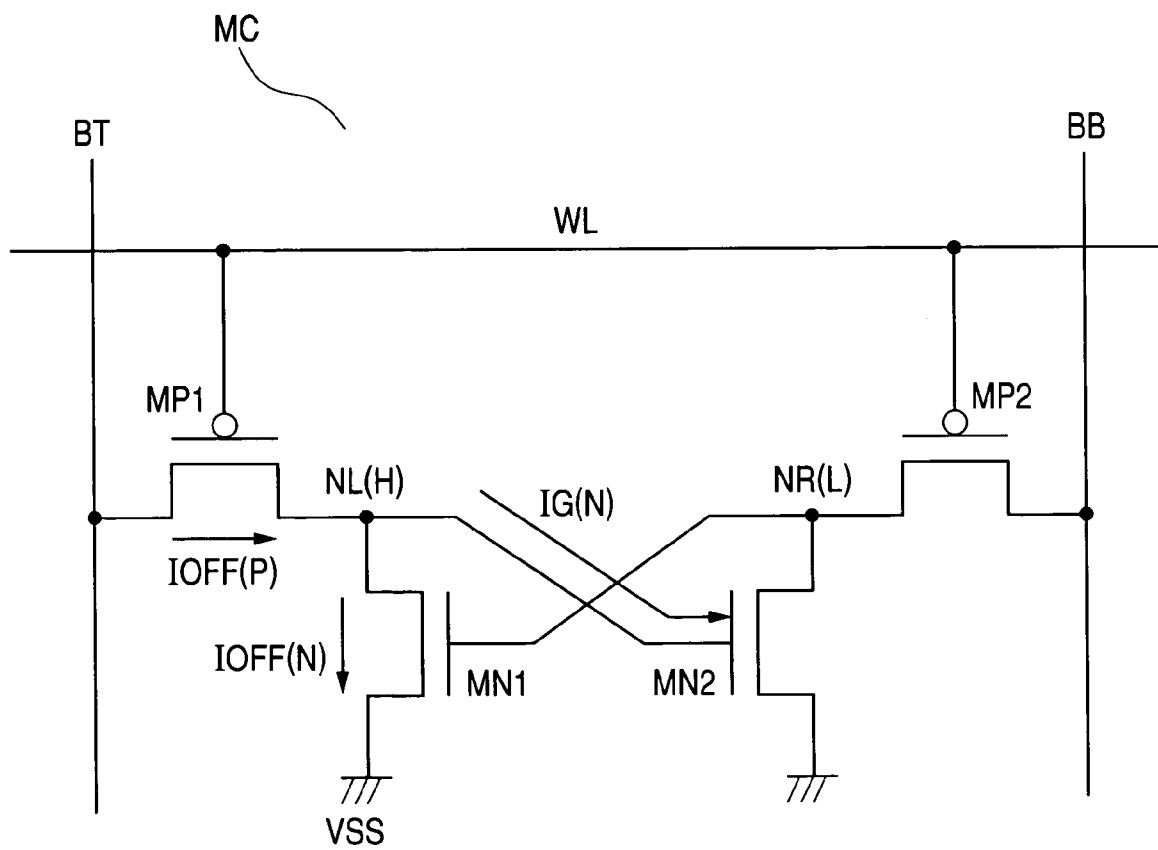 MC
BT
BB
WL
MP1
MP2
NL(H)
IG(N)
NR(L)
IOFF(P)
IOFF(N)
MN1
MN2
VSS